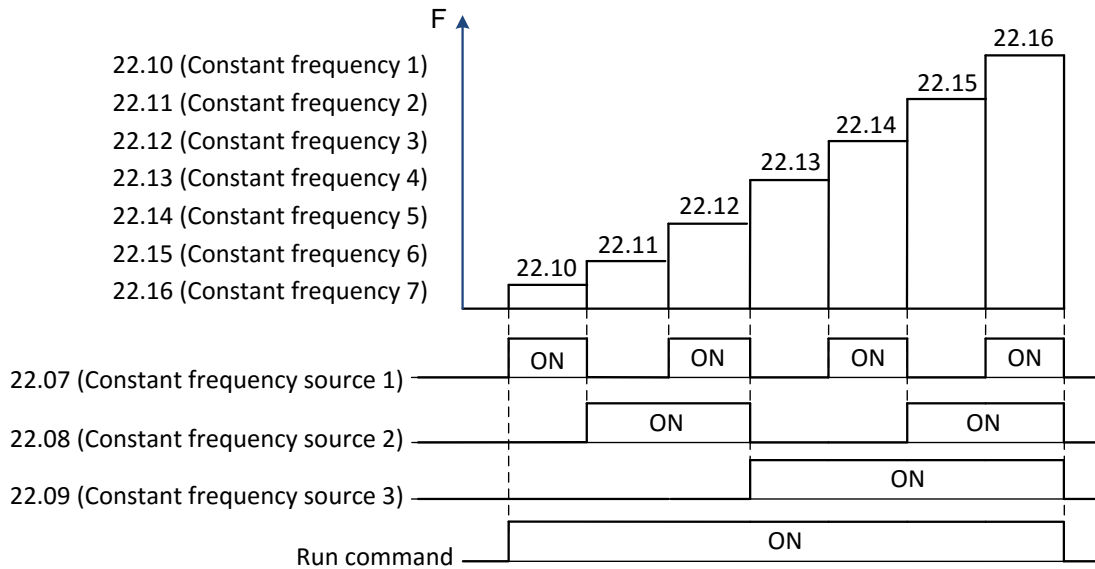 F
22.10 (Constant frequency 1)
22.11 (Constant frequency 2)
22.12 (Constant frequency 3)
22.13 (Constant frequency 4)
22.14 (Constant frequency 5)
22.15 (Constant frequency 6)
22.16 (Constant frequency 7)
22.10
22.11
22.12
22.13
22.14
22.15
22.16
22.07 (Constant frequency source 1)
ON
ON
ON
ON
22.08 (Constant frequency source 2)
ON
ON
22.09 (Constant frequency source 3)
ON
Run command
ON